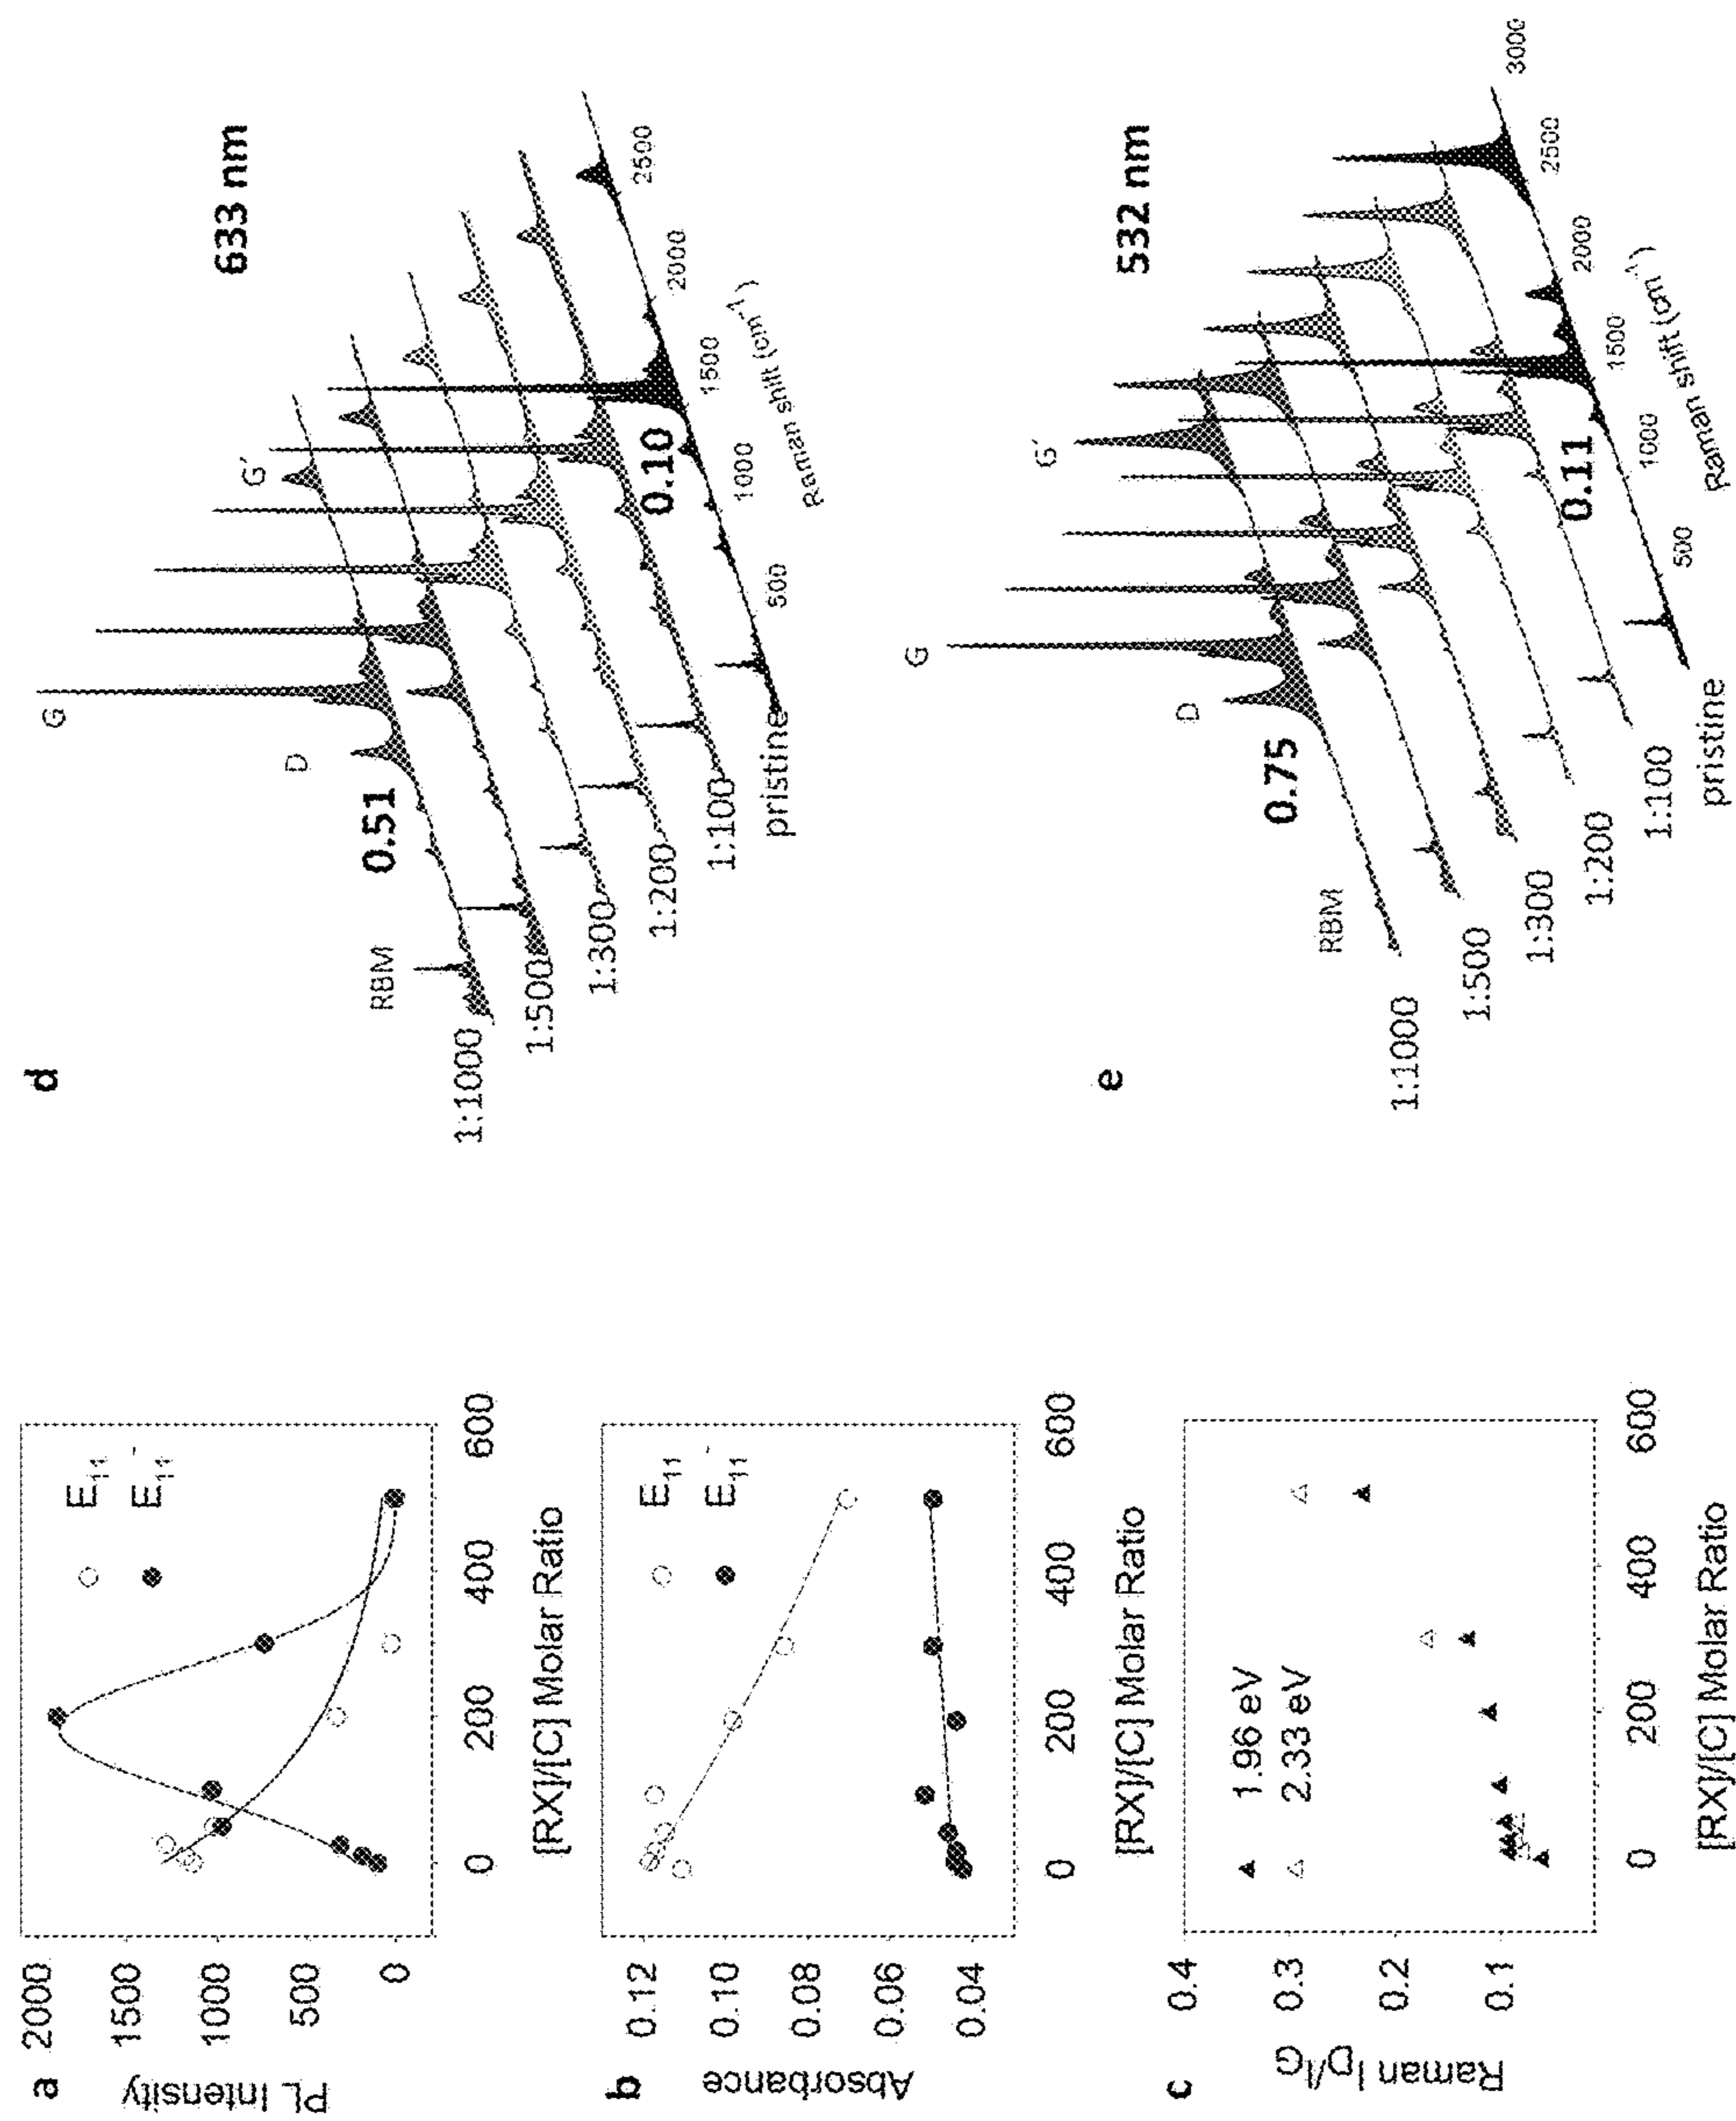 a
PL Intensity
2000
1500
1000
500
0
E11
E11-
0 200 400 600
[RX]/[C] Molar Ratio
b
Absorbance
0.12
0.10
0.08
0.06
0.04
E11
E11-
0 200 400 600
[RX]/[C] Molar Ratio
c
Raman ID/IG
0.4
0.3
0.2
0.1
1.96 eV
2.33 eV
0 200 400 600
[RX]/[C] Molar Ratio
d
633 nm
G
D
G´
RBM
0.51
0.10
1:1000
1:500
1:300
1:200
1:100
pristine
500 1000 1500 2000 2500
Raman shift (cm-1)
e
532 nm
G
D
G´
RBM
0.75
0.11
1:1000
1:500
1:300
1:200
1:100
pristine
500 1000 1500 2000 2500 3000
Raman shift (cm-1)